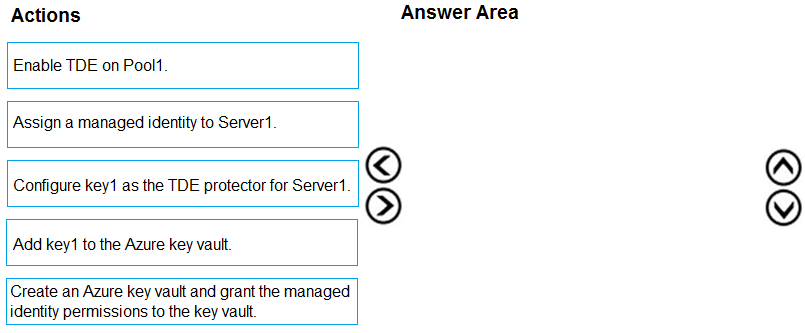 Actions
Answer Area
Enable TDE on Pool1.
Assign a managed identity to Server1.
Configure key1 as the TDE protector for Server1.
Add key1 to the Azure key vault.
Create an Azure key vault and grant the managed
identity permissions to the key vault.